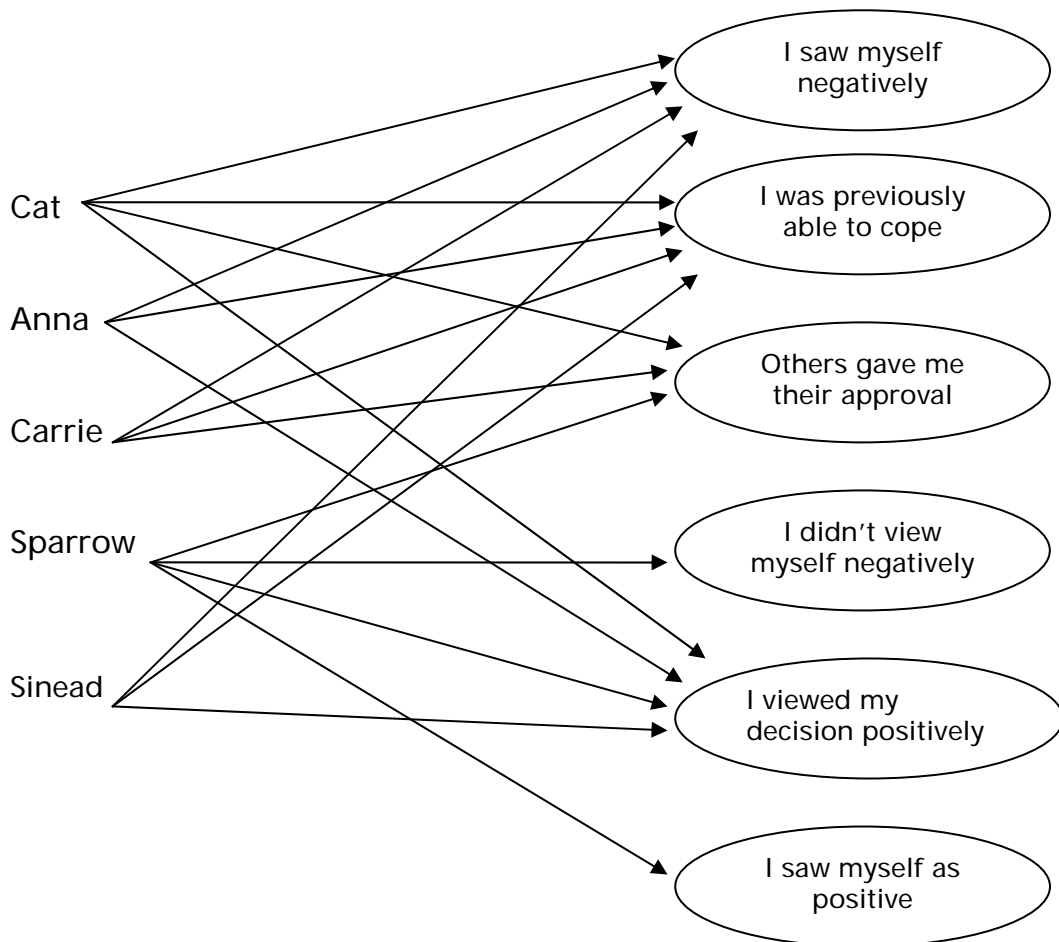 I saw myself
negatively
Cat
I was previously
able to cope
Anna
Others gave me
their approval
Carrie
Sparrow
I didn't view
myself negatively
Sinead
I viewed my
decision positively
I saw myself as
positive